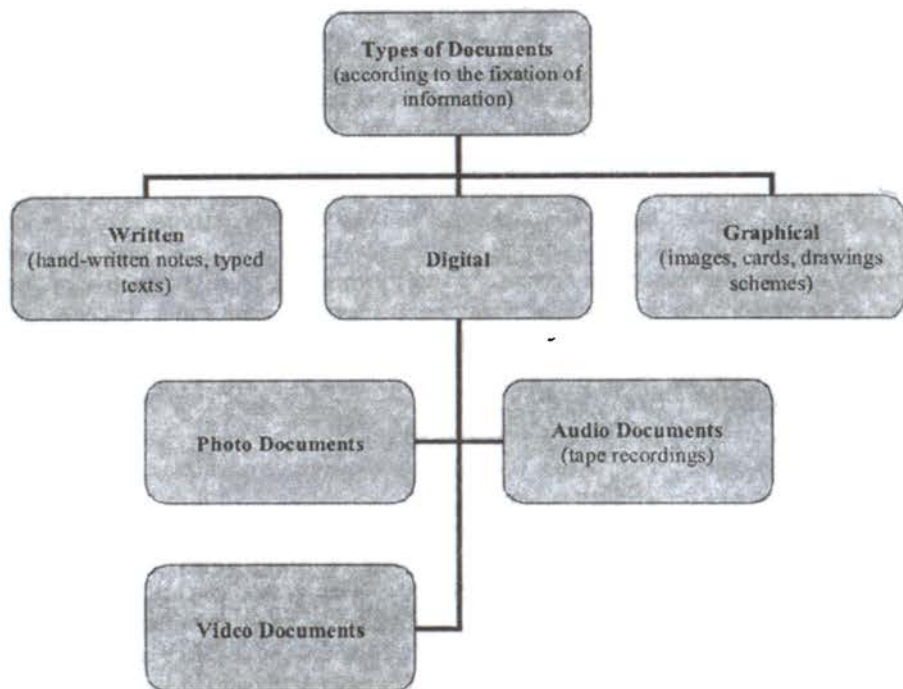 Types of Documents
(according to the fixation of
information)
Written
(hand-written notes, typed
texts)
Digital
Graphical
(images, cards, drawings
schemes)
Photo Documents
Audio Documents
(tape recordings)
Video Documents